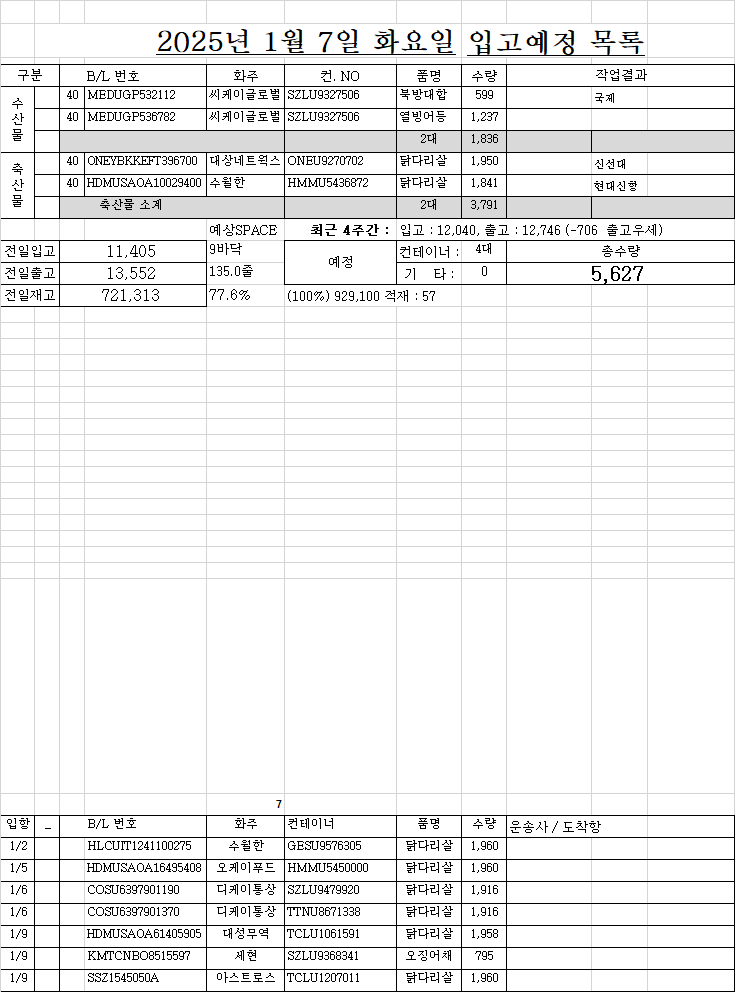 2025년 1월 7일 화요일 입고예정 목록
구분 B/L 번호 화주 컨. NO 품명 수량 작업결과
수산물
40 MEDUGP532112 씨케이글로벌 SZLU9327506 북방대합 599 국제
40 MEDUGP536782 씨케이글로벌 SZLU9327506 열빙어등 1,237
2대 1,836
축산물
40 ONEYBKKEFT396700 대상네트웍스 ONEU9270702 닭다리살 1,950 신선대
40 HDMUSAOA10029400 수월한 HMMU5436872 닭다리살 1,841 현대신항
축산물 소계 2대 3,791
예상SPACE 최근 4주간 : 입고 : 12,040, 출고 : 12,746 (-706 출고우세)
전일입고 11,405 9바닥 예정 컨테이너 : 4대 총수량
전일출고 13,552 135.0줄 기 타 : 0 5,627
전일재고 721,313 77.6% (100%) 929,100 적재 : 57
7
입항 _ B/L 번호 화주 컨테이너 품명 수량 운송사 / 도착항
1/2 HLCUIT1241100275 수월한 GESU9576305 닭다리살 1,960
1/5 HDMUSAOA16495408 오케이푸드 HMMU5450000 닭다리살 1,960
1/6 COSU6397901190 디케이통상 SZLU9479920 닭다리살 1,916
1/6 COSU6397901370 디케이통상 TTNU8671338 닭다리살 1,916
1/9 HDMUSAOA61405905 대성무역 TCLU1061591 닭다리살 1,958
1/9 KMTCNBO8515597 세현 SZLU9368341 오징어채 795
1/9 SSZ1545050A 아스트로스 TCLU1207011 닭다리살 1,960